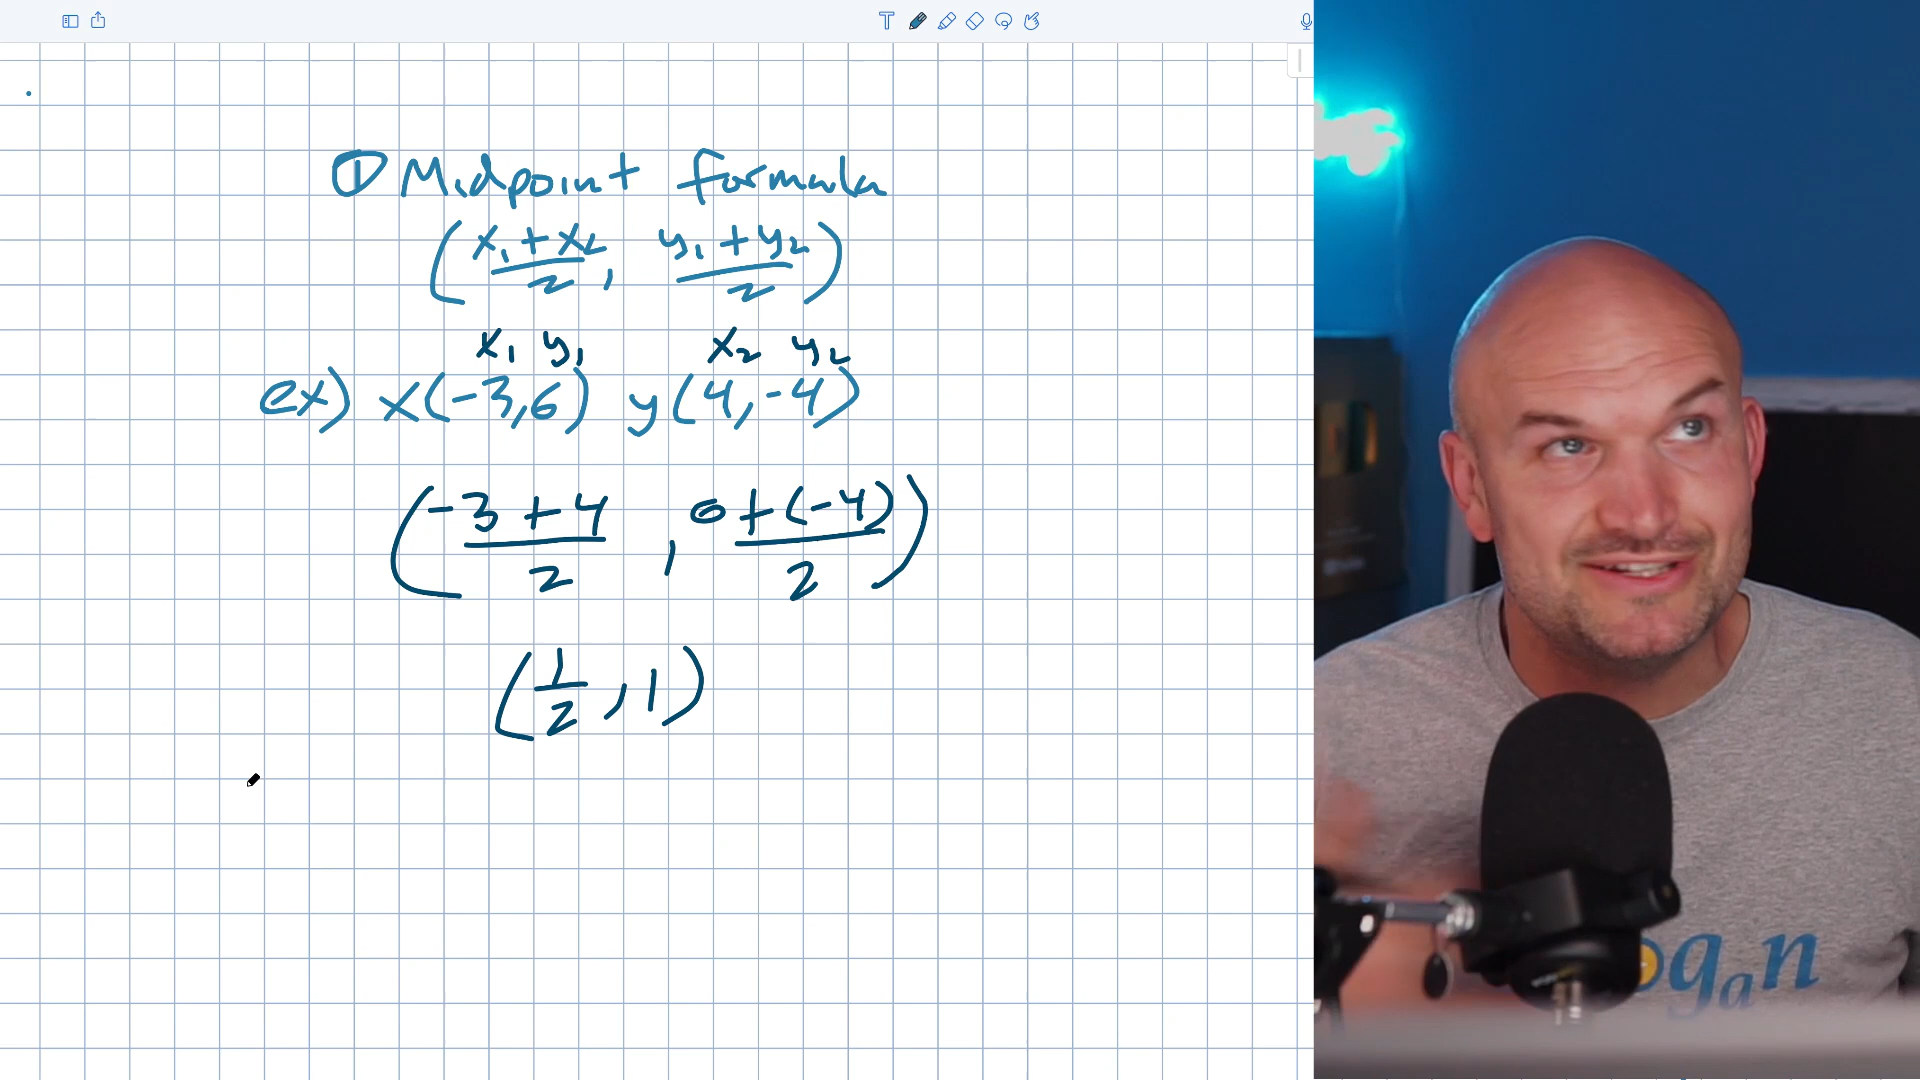 ① Midpoint formula
(x₁ + x₂ / 2, y₁ + y₂ / 2)
x₁ y₁ x₂ y₂
ex) x(-3,6) y(4,-4)
(-3 + 4 / 2, 6 + (-4) / 2)
(1/2, 1)
ogan